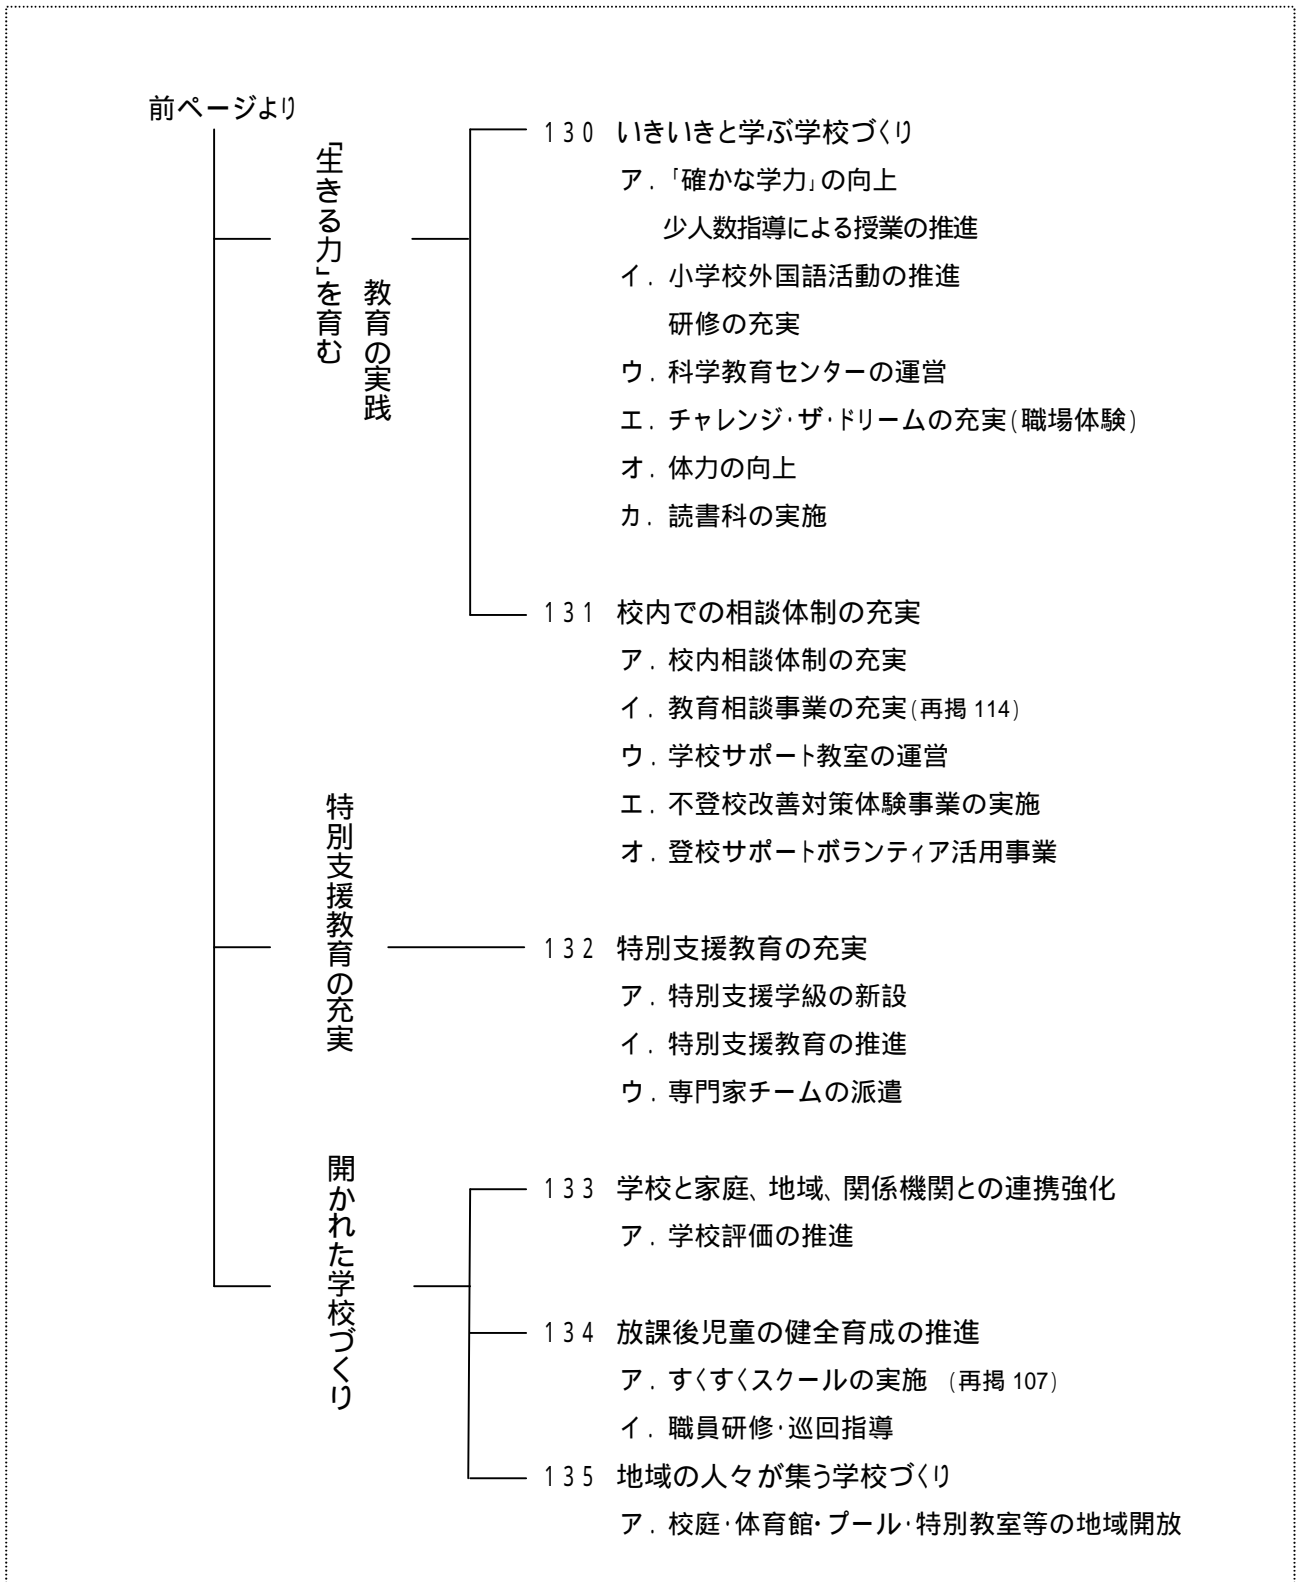 前ページより
「生きる力」を育む
教育の実践
130 いきいきと学ぶ学校づくり
ア．「確かな学力」の向上
少人数指導による授業の推進
イ．小学校外国語活動の推進
研修の充実
ウ．科学教育センターの運営
エ．チャレンジ・ザ・ドリームの充実(職場体験)
オ．体力の向上
カ．読書科の実施
131 校内での相談体制の充実
ア．校内相談体制の充実
イ．教育相談事業の充実(再掲 114)
ウ．学校サポート教室の運営
エ．不登校改善対策体験事業の実施
オ．登校サポートボランティア活用事業
特別支援教育の充実
132 特別支援教育の充実
ア．特別支援学級の新設
イ．特別支援教育の推進
ウ．専門家チームの派遣
開かれた学校づくり
133 学校と家庭、地域、関係機関との連携強化
ア．学校評価の推進
134 放課後児童の健全育成の推進
ア．すくすくスクールの実施 (再掲 107)
イ．職員研修・巡回指導
135 地域の人々が集う学校づくり
ア．校庭・体育館・プール・特別教室等の地域開放